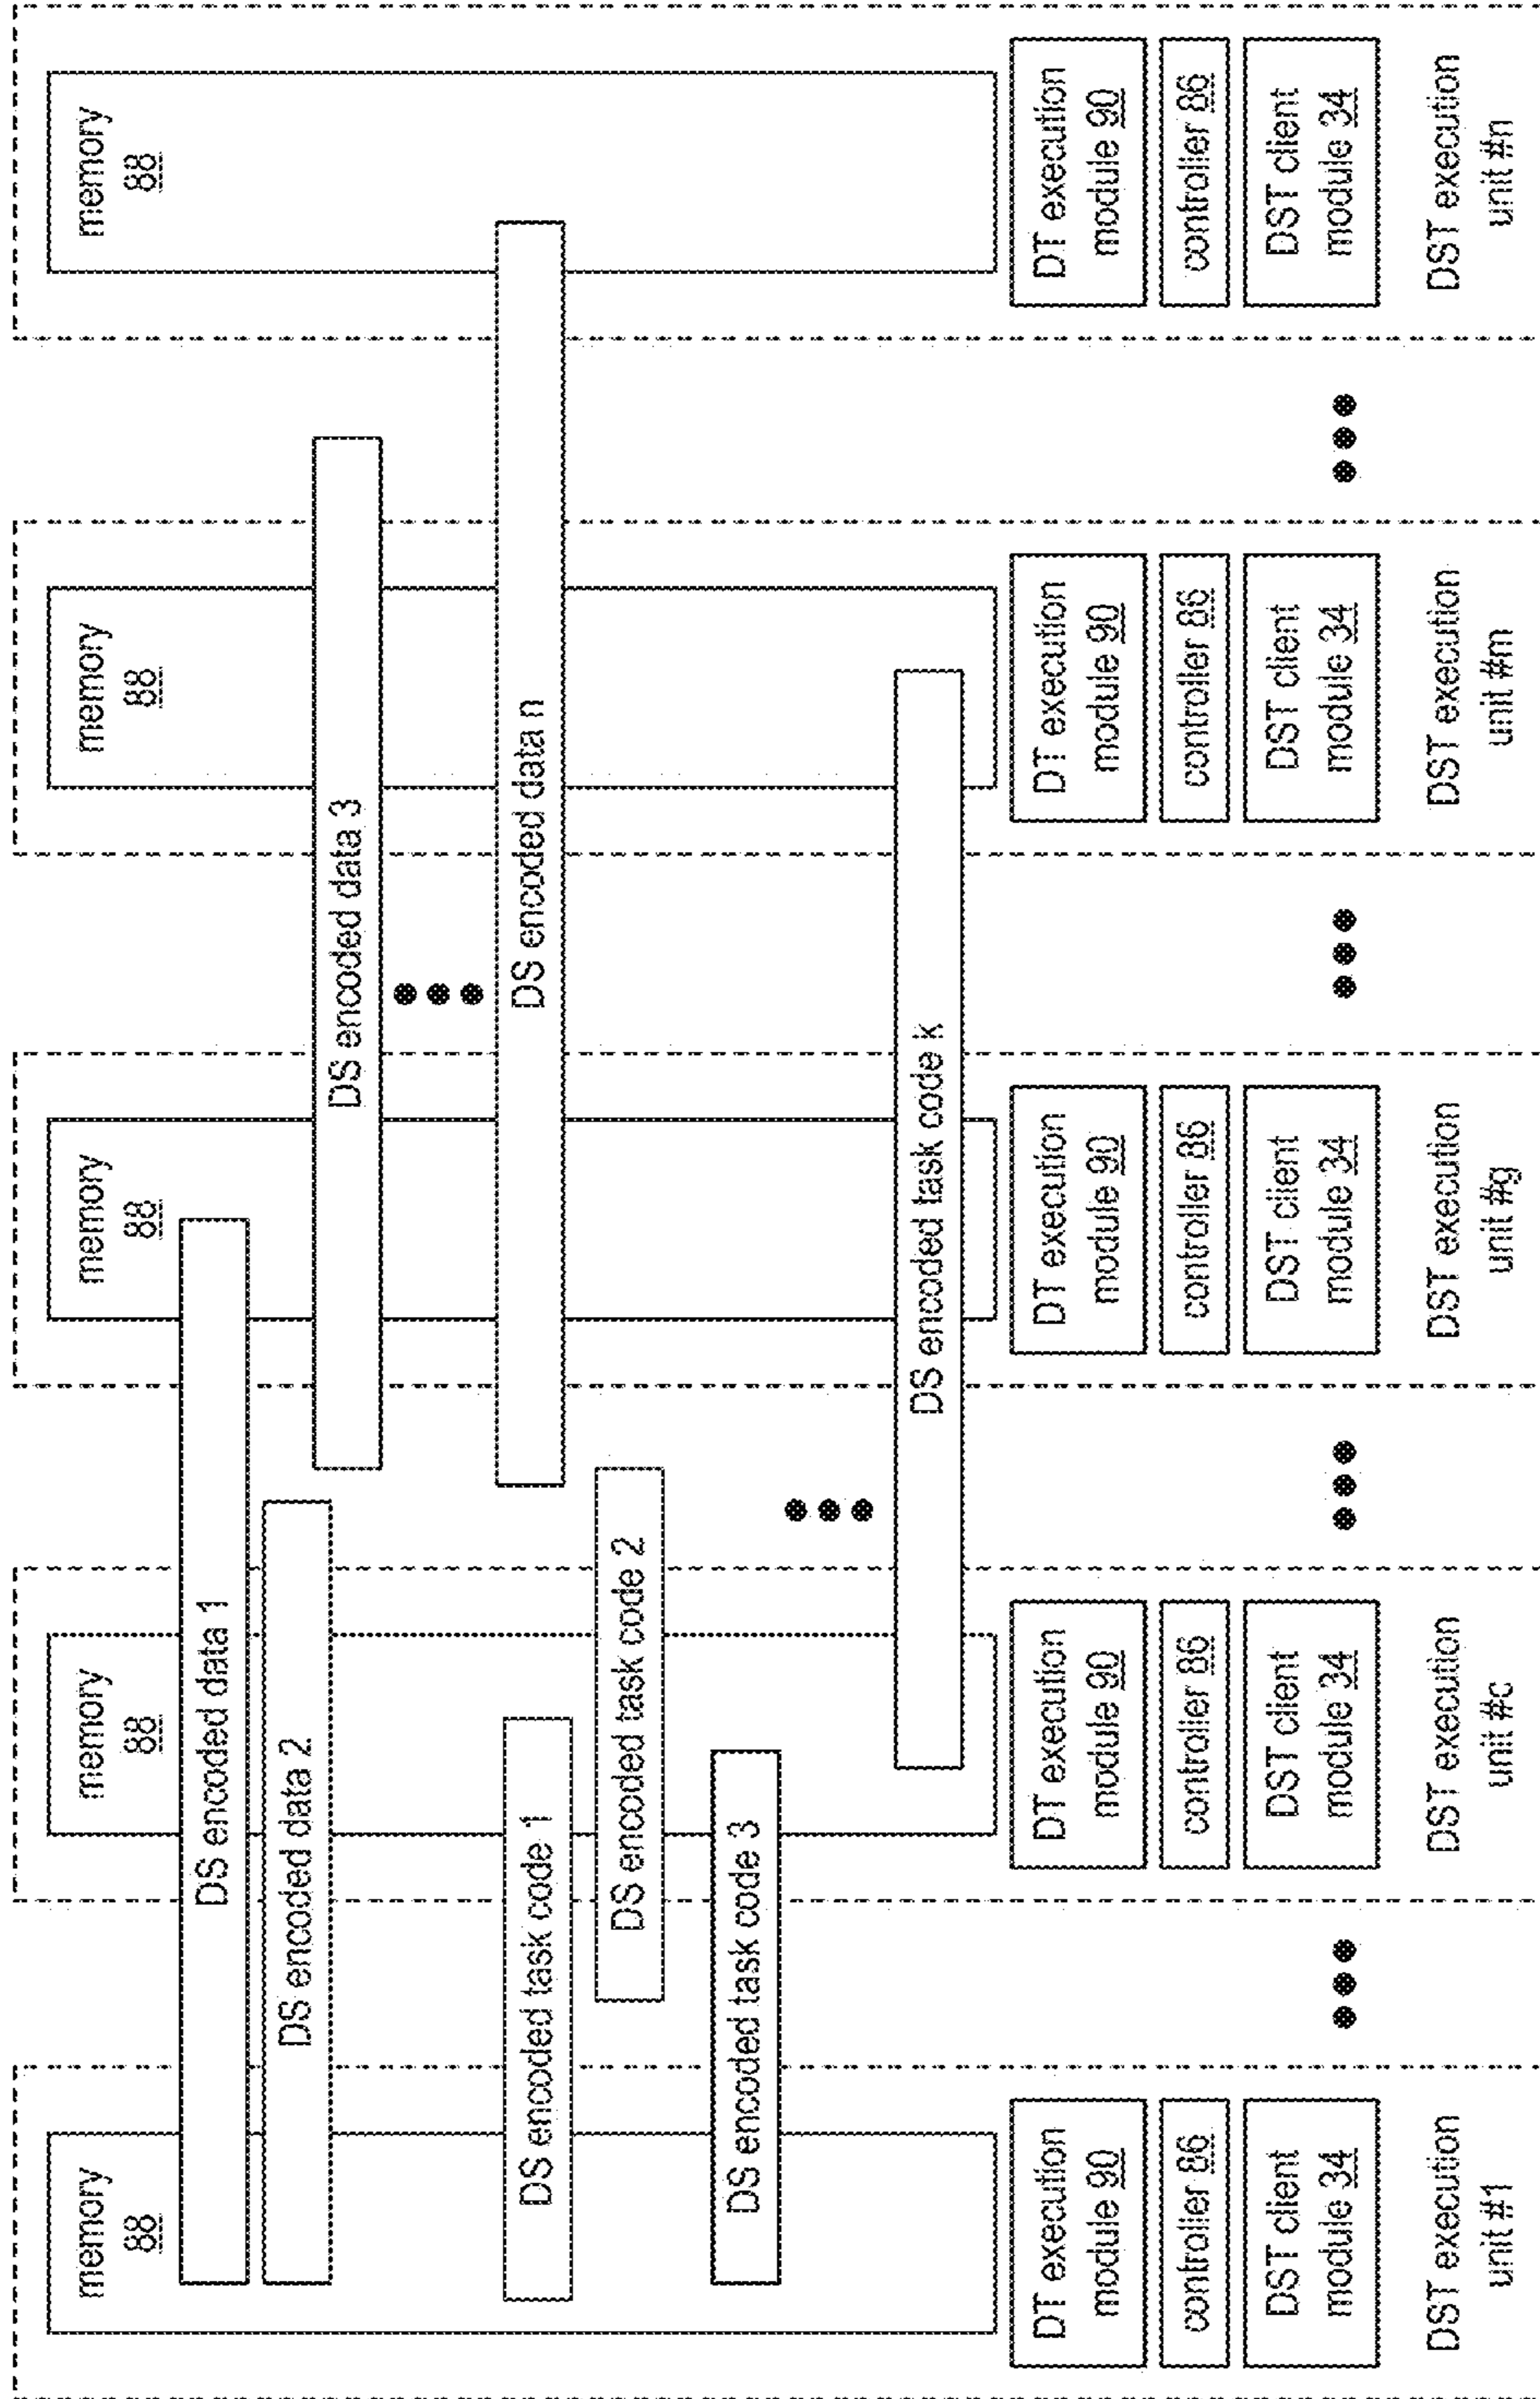 memory
88
memory
88
memory
88
memory
88
memory
88
DS encoded data 1
DS encoded data 2
DS encoded data 3
DS encoded data n
DS encoded task code 1
DS encoded task code 2
DS encoded task code 3
DS encoded task code k
DT execution
module 90
controller 86
DST client
module 34
DST execution
unit #1
DT execution
module 90
controller 86
DST client
module 34
DST execution
unit #c
DT execution
module 90
controller 86
DST client
module 34
DST execution
unit #g
DT execution
module 90
controller 86
DST client
module 34
DST execution
unit #m
DT execution
module 90
controller 86
DST client
module 34
DST execution
unit #n